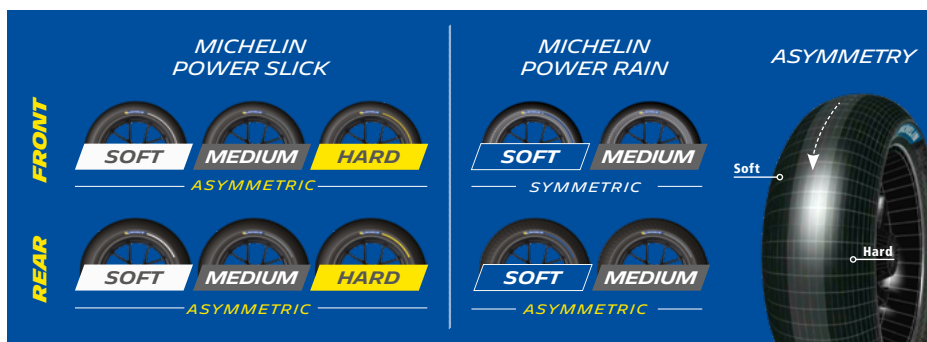 MICHELIN
POWER SLICK
MICHELIN
POWER RAIN
ASYMMETRY
FRONT
SOFT
MEDIUM
HARD
ASYMMETRIC
SOFT
MEDIUM
SYMMETRIC
REAR
SOFT
MEDIUM
HARD
ASYMMETRIC
SOFT
MEDIUM
ASYMMETRIC
Soft
Hard